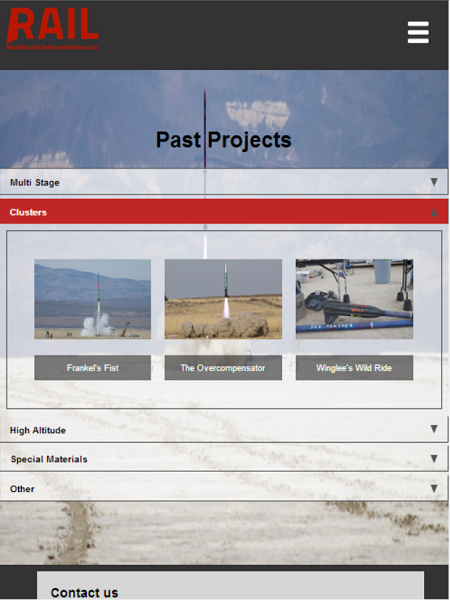 RAIL
Rockets and Instrumentation Lab
Past Projects
Multi Stage
Clusters
Frankel's Fist
The Overcompensator
Winglee's Wild Ride
High Altitude
Special Materials
Other
Contact us